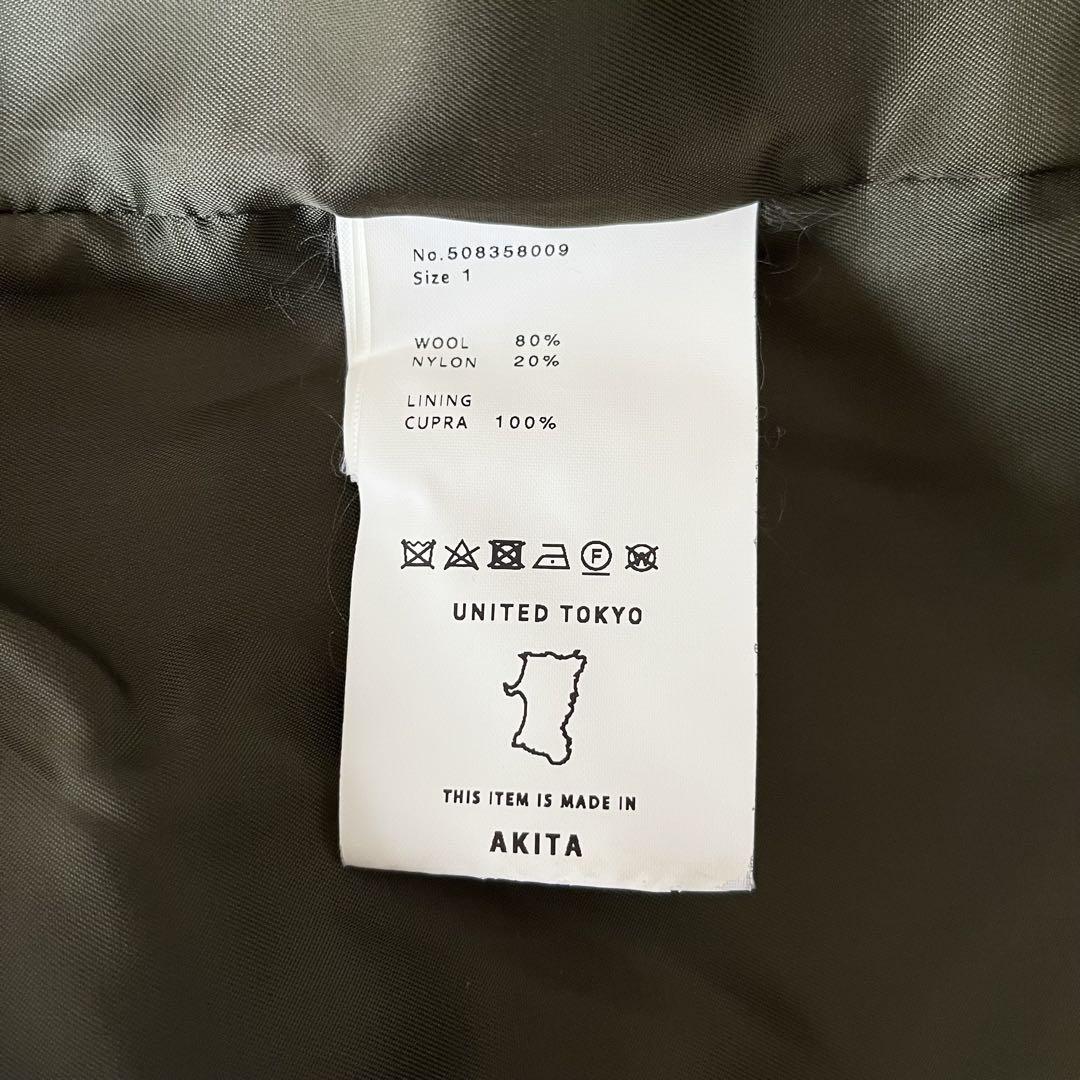 No.508358009
Size 1
WOOL 80%
NYLON 20%
LINING
CUPRA 100%
F W
UNITED TOKYO
THIS ITEM IS MADE IN
AKITA